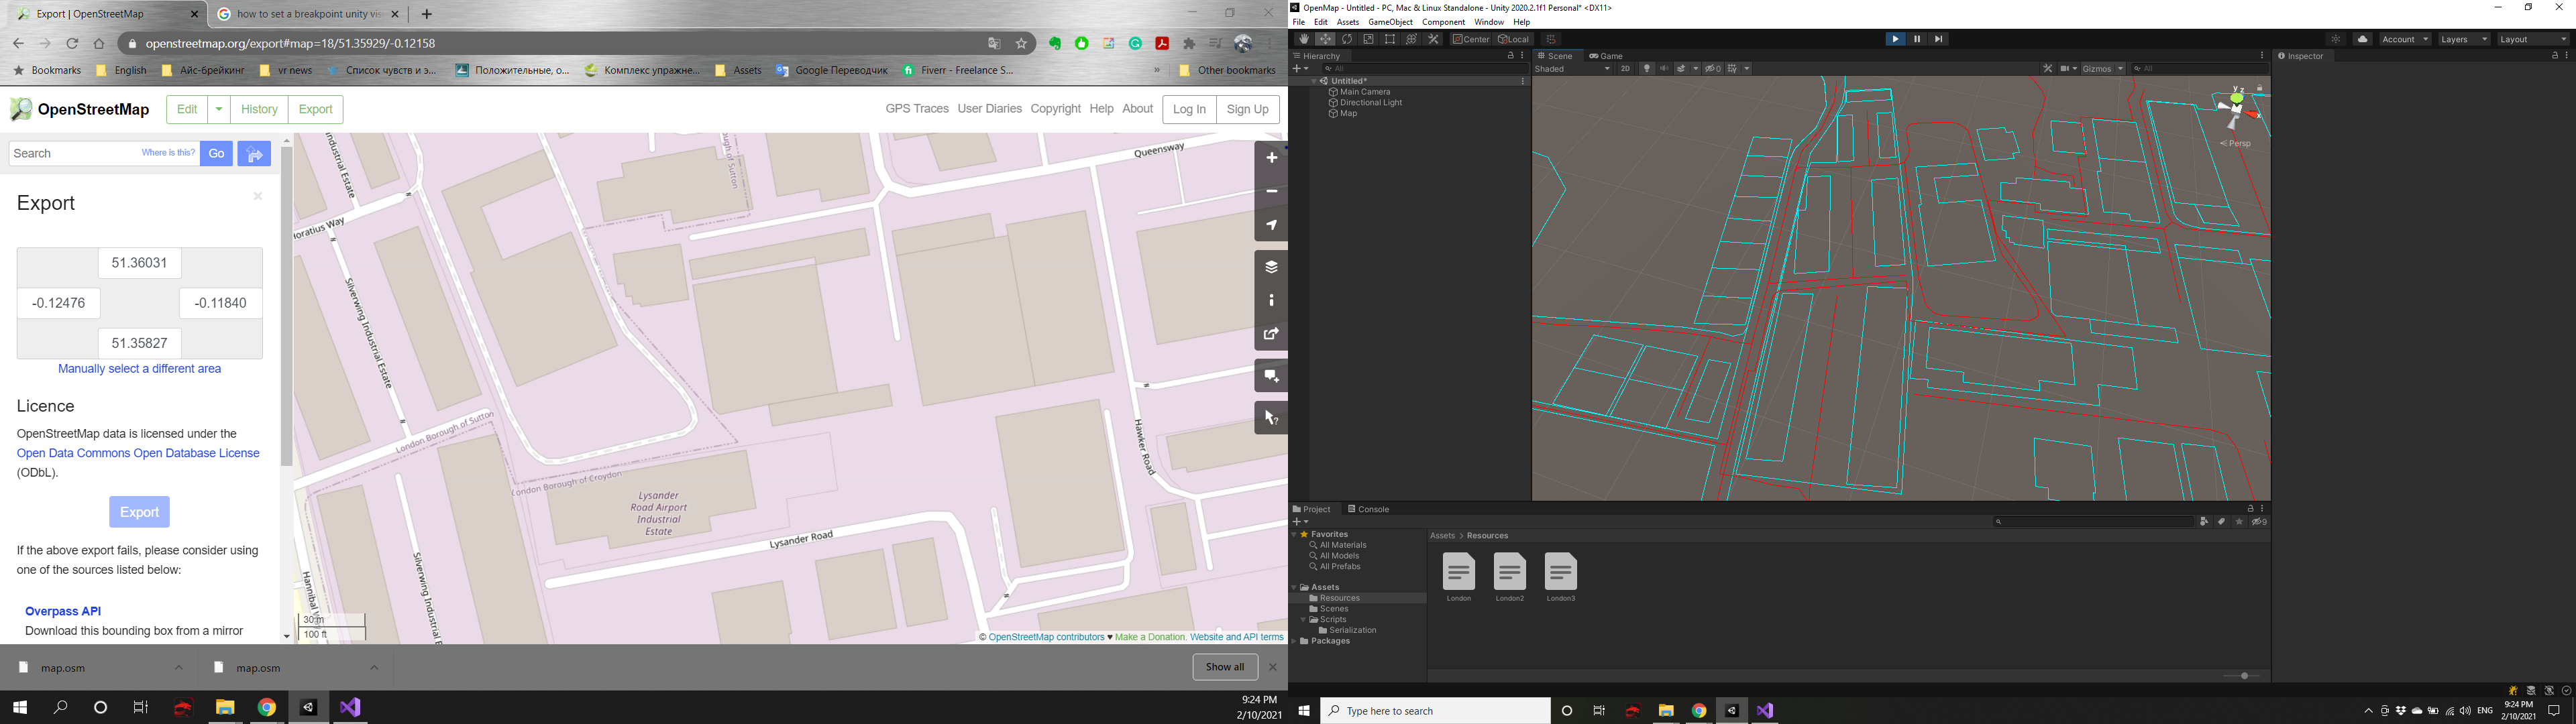 Export | OpenStreetMap
how to set a breakpoint unity vis
openstreetmap.org/export#map=18/51.35929/-0.12158
Bookmarks English Айс-брейкинг vr news Список чувств и э... Положительные, о... Комплекс упражне... Assets Google Переводчик Fiverr - Freelance S... » Other bookmarks
OpenStreetMap Edit History Export GPS Traces User Diaries Copyright Help About Log In Sign Up
Search Where is this? Go
Export
51.36031
-0.12476 -0.11840
51.35827
Manually select a different area
Licence
OpenStreetMap data is licensed under the
Open Data Commons Open Database License
(ODbL).
Export
If the above export fails, please consider using
one of the sources listed below:
Overpass API
Download this bounding box from a mirror
Industrial Estate
Horatius Way
Silverwing Industrial Estate
London Borough of Sutton
London Borough of Croydon
Lysander
Road Airport
Industrial
Estate
Lysander Road
Queensway
Hawker Road
Silverwing Industrial E
Hannibal W
ough of Sutton
30 m
100 ft
© OpenStreetMap contributors ♥ Make a Donation. Website and API terms
map.osm
map.osm
Show all
9:24 PM
2/10/2021
OpenMap - Untitled - PC, Mac & Linux Standalone - Unity 2020.2.1f1 Personal* <DX11>
File Edit Assets GameObject Component Window Help
Center Local Account Layers Layout
Hierarchy
All
Untitled*
Main Camera
Directional Light
Map
Scene Game
Shaded 2D 0 Gizmos All
y z
x
Persp
Inspector
Project Console
9
Favorites
All Materials
All Models
All Prefabs
Assets
Resources
Scenes
Scripts
Serialization
Packages
Assets > Resources
London London2 London3
Type here to search
ENG
9:24 PM
2/10/2021